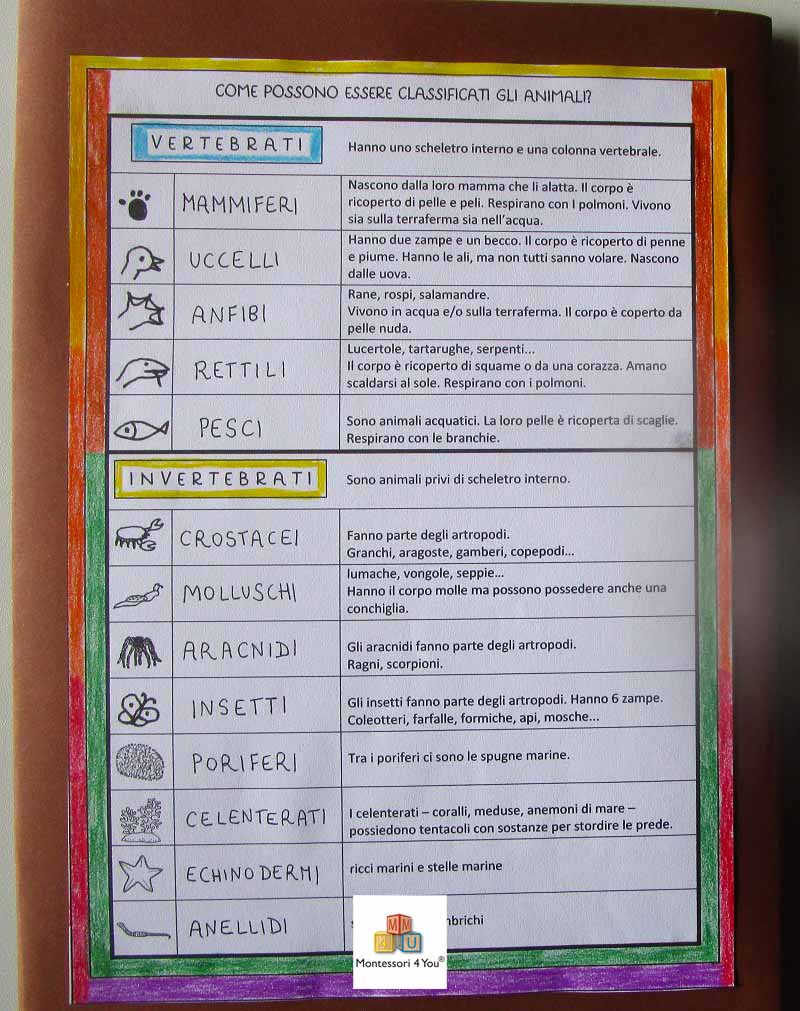 COME POSSONO ESSERE CLASSIFICATI GLI ANIMALI?
VERTEBRATI
Hanno uno scheletro interno e una colonna vertebrale.
MAMMIFERI
Nascono dalla loro mamma che li alatta. Il corpo è
ricoperto di pelle e peli. Respirano con I polmoni. Vivono
sia sulla terraferma sia nell'acqua.
UCCELLI
Hanno due zampe e un becco. Il corpo è ricoperto di penne
e piume. Hanno le ali, ma non tutti sanno volare. Nascono
dalle uova.
ANFIBI
Rane, rospi, salamandre.
Vivono in acqua e/o sulla terraferma. Il corpo è coperto da
pelle nuda.
RETTILI
Lucertole, tartarughe, serpenti...
Il corpo è ricoperto di squame o da una corazza. Amano
scaldarsi al sole. Respirano con i polmoni.
PESCI
Sono animali acquatici. La loro pelle è ricoperta di scaglie.
Respirano con le branchie.
INVERTEBRATI
Sono animali privi di scheletro interno.
CROSTACEI
Fanno parte degli artropodi.
Granchi, aragoste, gamberi, copepodi...
MOLLUSCHI
lumache, vongole, seppie...
Hanno il corpo molle ma possono possedere anche una
conchiglia.
ARACNIDI
Gli aracnidi fanno parte degli artropodi.
Ragni, scorpioni.
INSETTI
Gli insetti fanno parte degli artropodi. Hanno 6 zampe.
Coleotteri, farfalle, formiche, api, mosche...
PORIFERI
Tra i poriferi ci sono le spugne marine.
CELENTERATI
I celenterati – coralli, meduse, anemoni di mare –
possiedono tentacoli con sostanze per stordire le prede.
ECHINODERMI
ricci marini e stelle marine
ANELLIDI
Montessori 4You®